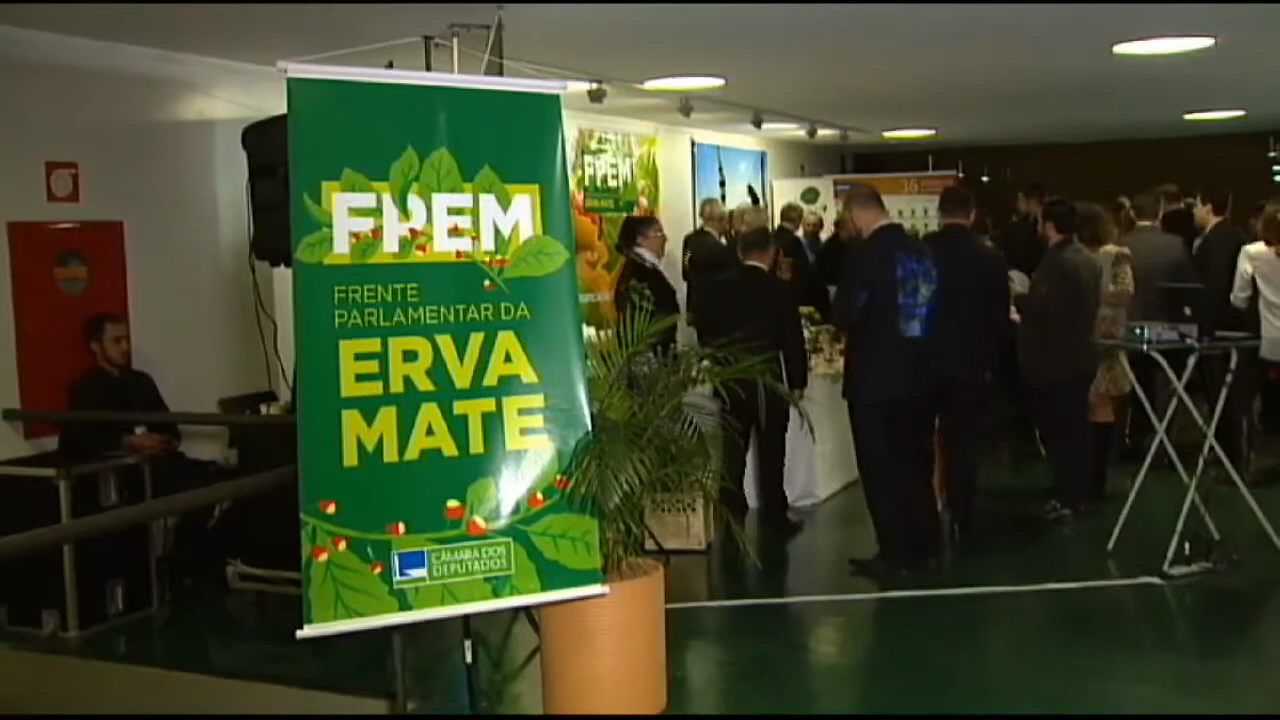 FPEM
FRENTE
PARLAMENTAR DA
ERVA
MATE
CÂMARA DOS
DEPUTADOS
FPEM